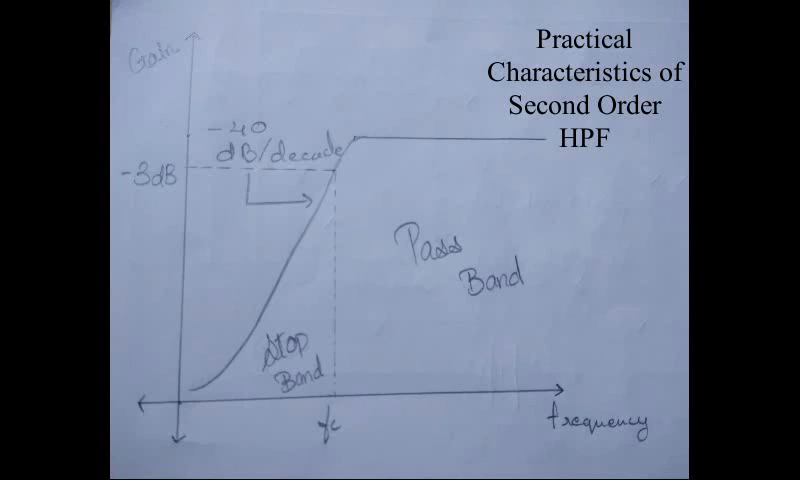 Practical
Characteristics of
Second Order
HPF
Gain
-40
dB/decade
-3dB
Pass
Band
Stop
Band
fc
frequency